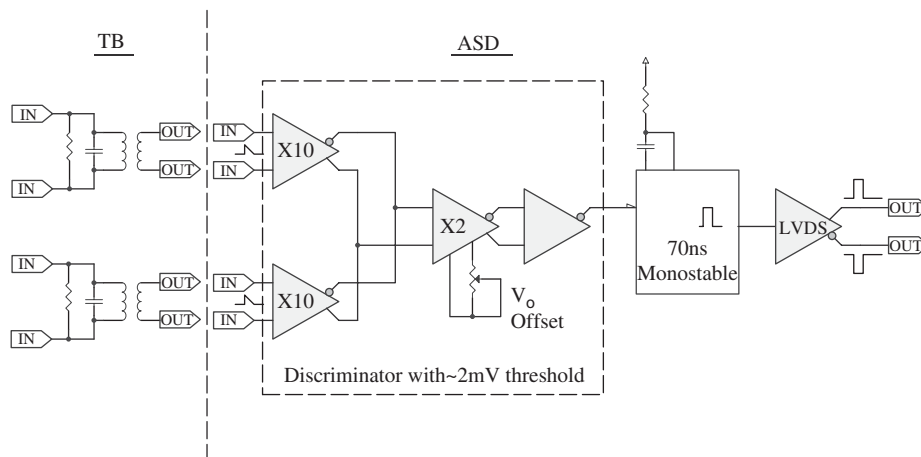 TB
ASD
IN
OUT
IN
OUT
IN
IN
X10
X2
70ns
Monostable
LVDS
OUT
OUT
IN
OUT
IN
OUT
IN
IN
X10
Vo
Offset
Discriminator with~2mV threshold